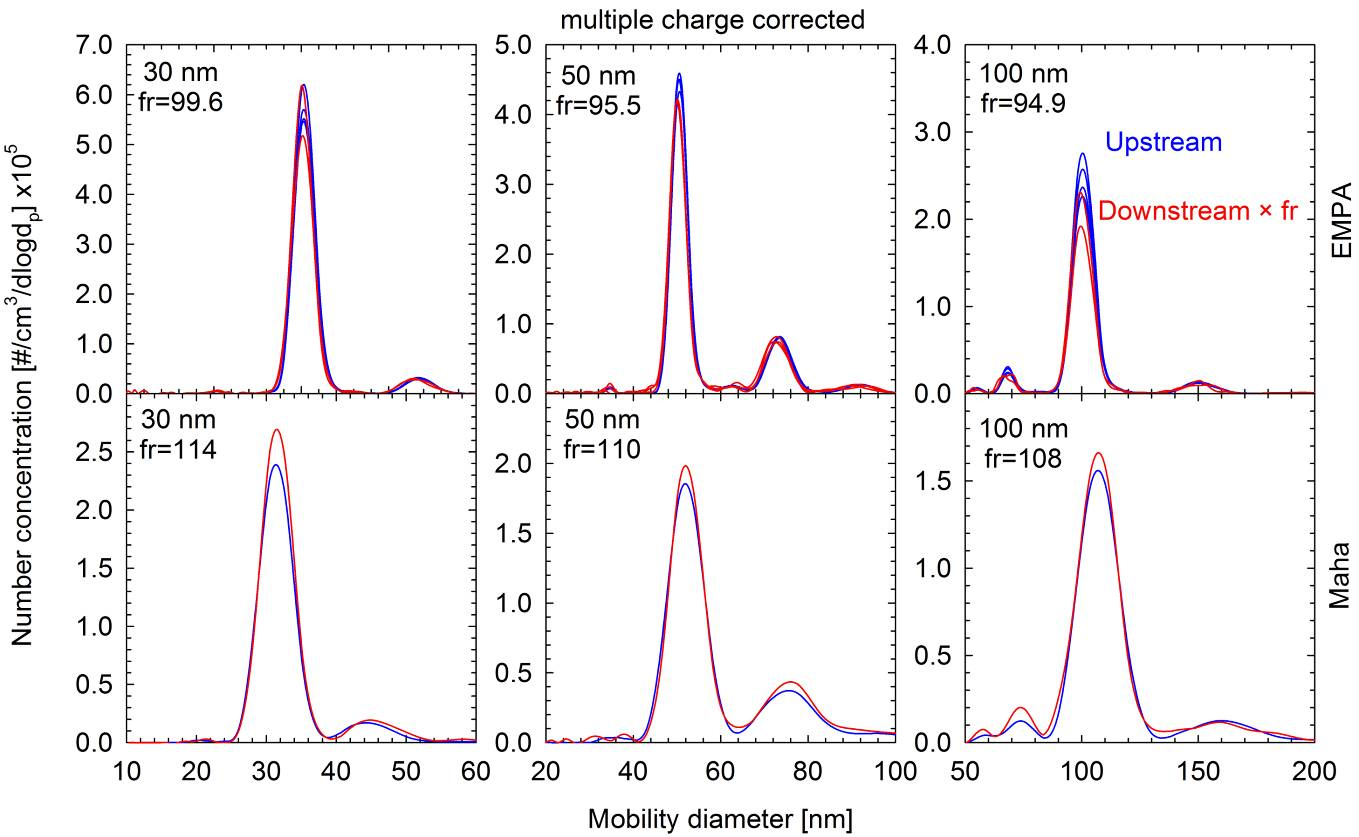 multiple charge corrected
7.0
6.0
5.0
4.0
3.0
2.0
1.0
0.0
30 nm
fr=99.6
5.0
4.0
3.0
2.0
1.0
0.0
50 nm
fr=95.5
4.0
3.0
2.0
1.0
0.0
100 nm
fr=94.9
Upstream
Downstream × fr
EMPA
Number concentration [#/cm³/dlogdₚ] x10⁵
2.5
2.0
1.5
1.0
0.5
0.0
30 nm
fr=114
2.0
1.5
1.0
0.5
0.0
50 nm
fr=110
1.5
1.0
0.5
0.0
100 nm
fr=108
Maha
10 20 30 40 50 60
20 40 60 80 100
50 100 150 200
Mobility diameter [nm]